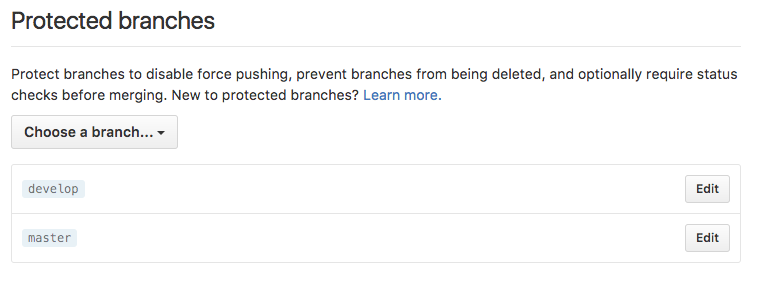 Protected branches
Protect branches to disable force pushing, prevent branches from being deleted, and optionally require status
checks before merging. New to protected branches? Learn more.
Choose a branch...
develop Edit
master Edit